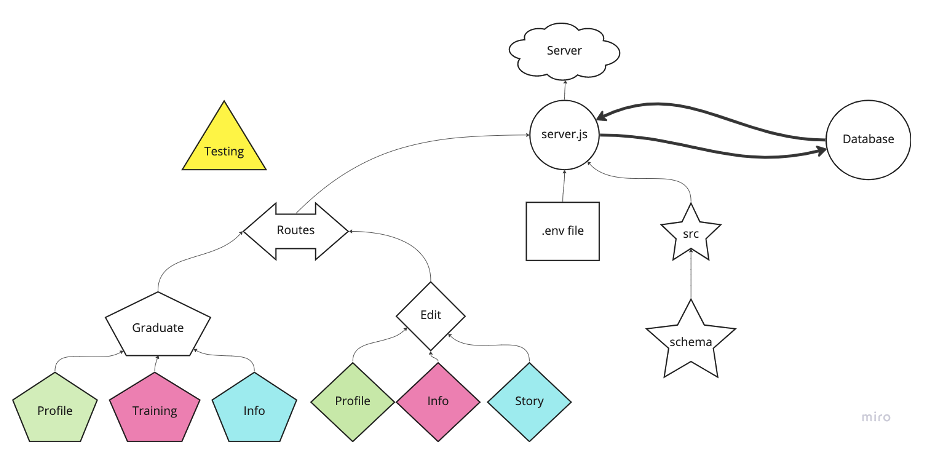 Server
server.js
Database
Testing
Routes
.env file
src
Graduate
Edit
schema
Profile
Training
Info
Profile
Info
Story
miro